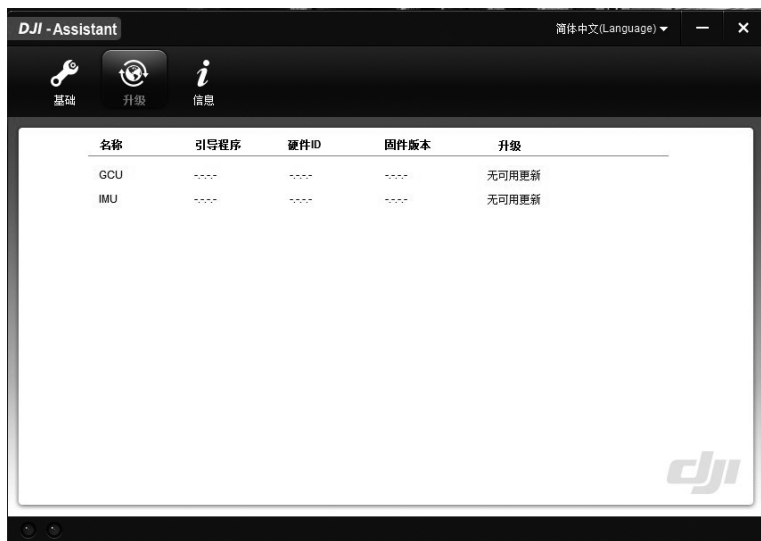 DJI - Assistant 简体中文(Language)
基础 升级 信息
名称 引导程序 硬件ID 固件版本 升级
GCU -.-.-.- -.-.-.- -.-.-.- 无可用更新
IMU -.-.-.- -.-.-.- -.-.-.- 无可用更新
dji